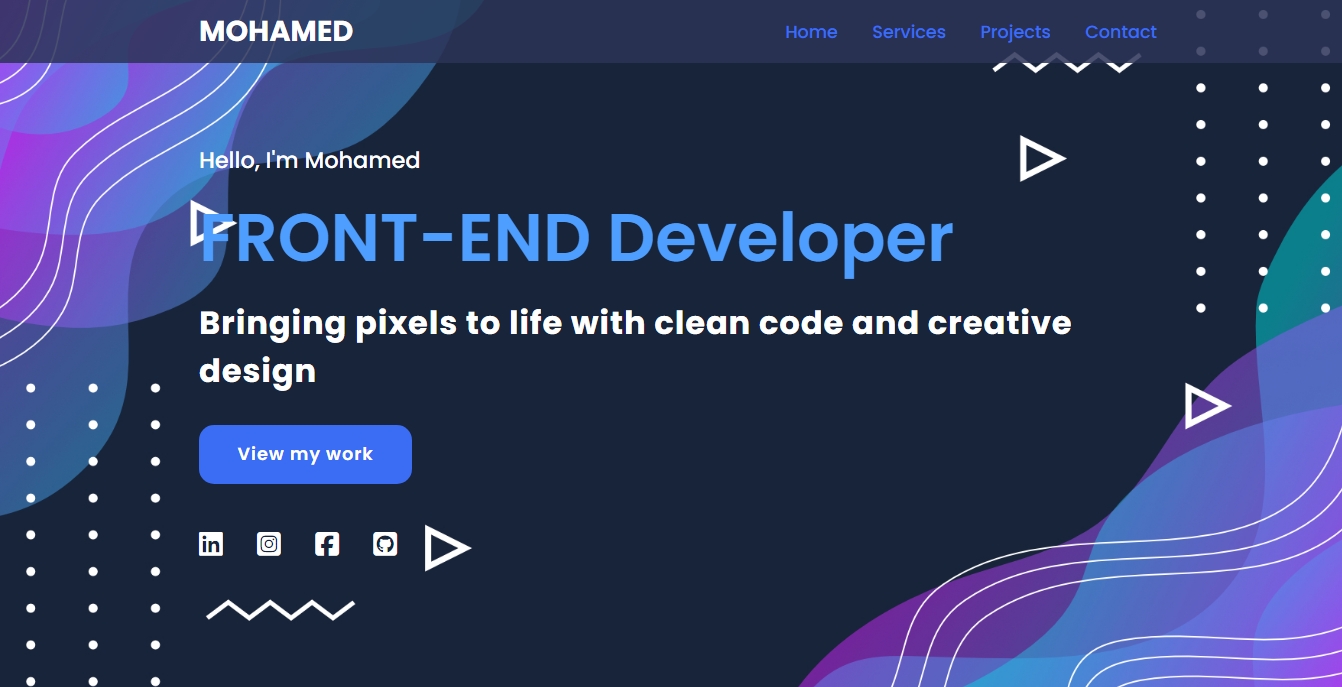 MOHAMED
Home Services Projects Contact
Hello, I'm Mohamed
FRONT-END Developer
Bringing pixels to life with clean code and creative
design
View my work